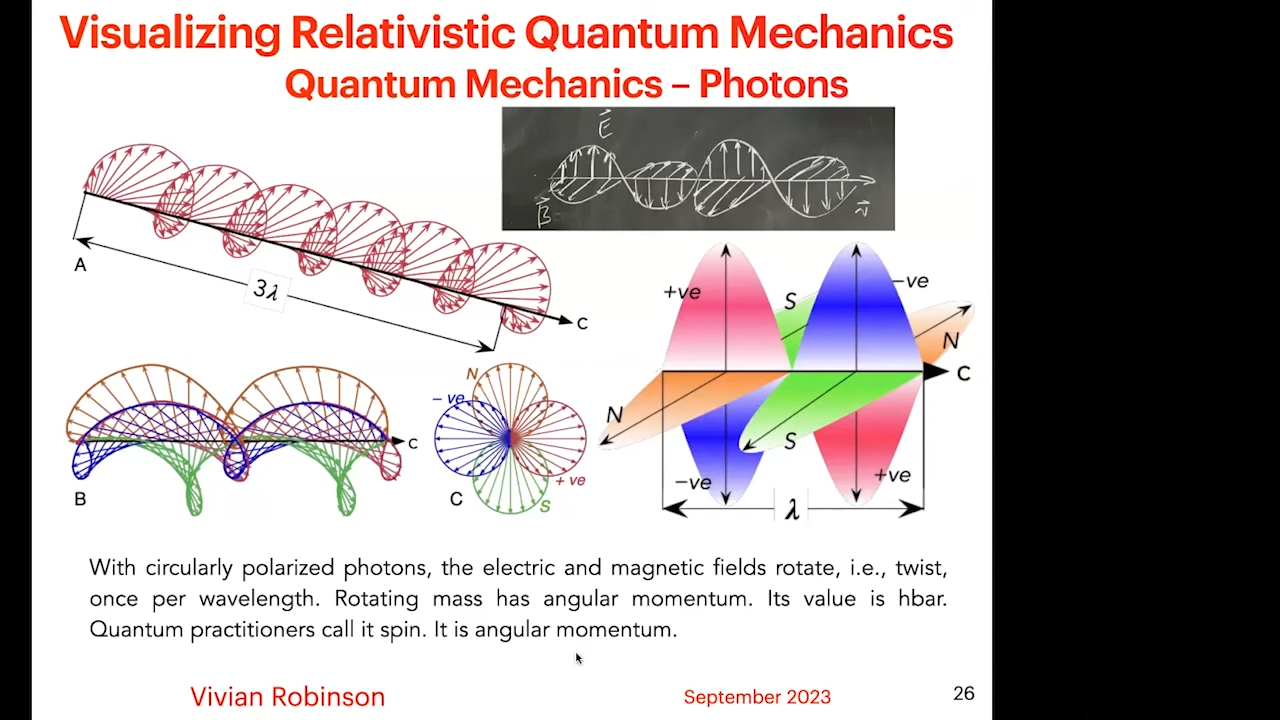 Visualizing Relativistic Quantum Mechanics
Quantum Mechanics – Photons
E
B
v
A
3λ
C
+ve
S
–ve
N
C
N
S
–ve
+ve
λ
B
C
N
– ve
+ ve
S
C
With circularly polarized photons, the electric and magnetic fields rotate, i.e., twist,
once per wavelength. Rotating mass has angular momentum. Its value is hbar.
Quantum practitioners call it spin. It is angular momentum.
Vivian Robinson
September 2023
26